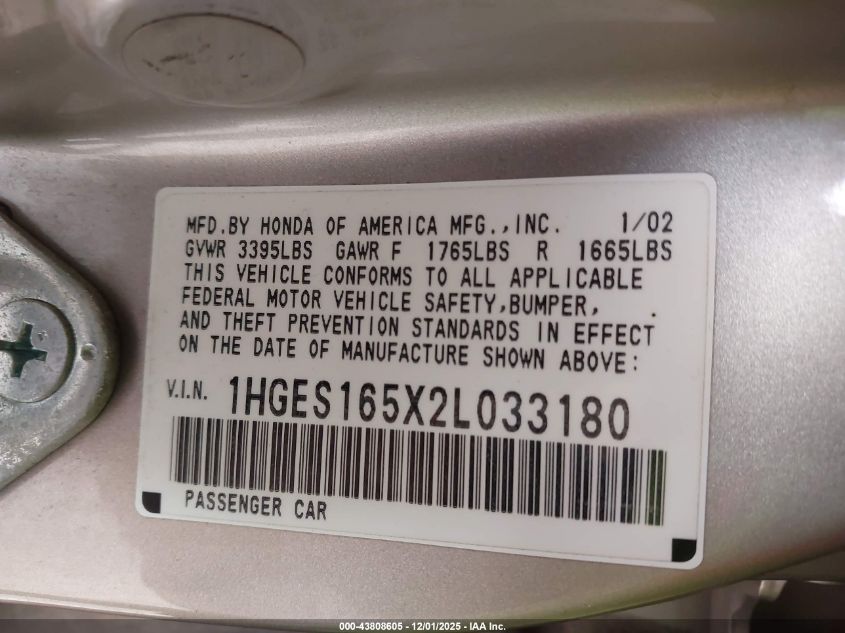 MFD.BY HONDA OF AMERICA MFG.,INC. 1/02
GVWR 3395LBS GAWR F 1765LBS R 1665LBS
THIS VEHICLE CONFORMS TO ALL APPLICABLE
FEDERAL MOTOR VEHICLE SAFETY,BUMPER,
AND THEFT PREVENTION STANDARDS IN EFFECT
ON THE DATE OF MANUFACTURE SHOWN ABOVE:
V.I.N. 1HGES165X2L033180
PASSENGER CAR
000-43808605 - 12/01/2025 - IAA Inc.